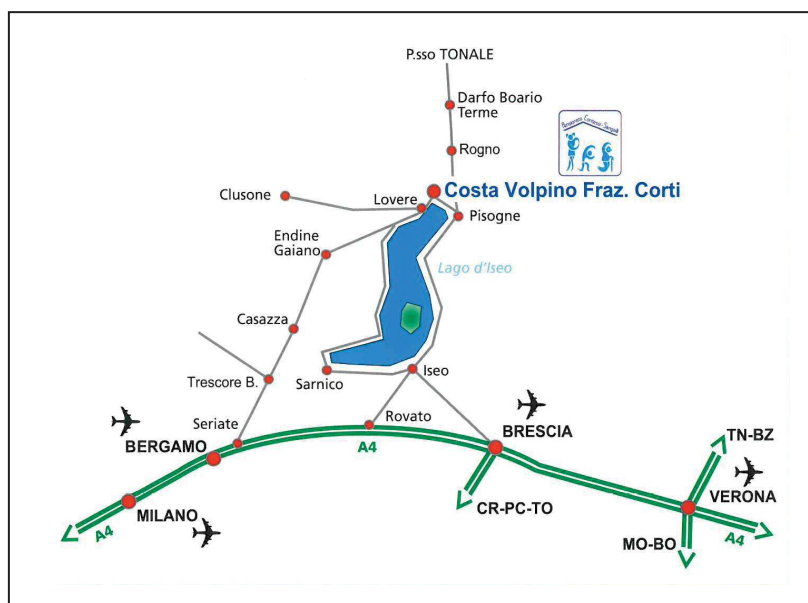 P.sso TONALE
Darfo Boario
Terme
Rogno
Clusone
Lovere
Costa Volpino Fraz. Corti
Pisogne
Endine
Gaiano
Lago d'Iseo
Casazza
Trescore B.
Sarnico
Iseo
Seriate
Rovato
BERGAMO
A4
BRESCIA
TN-BZ
VERONA
CR-PC-TO
MILANO
A4
MO-BO
A4